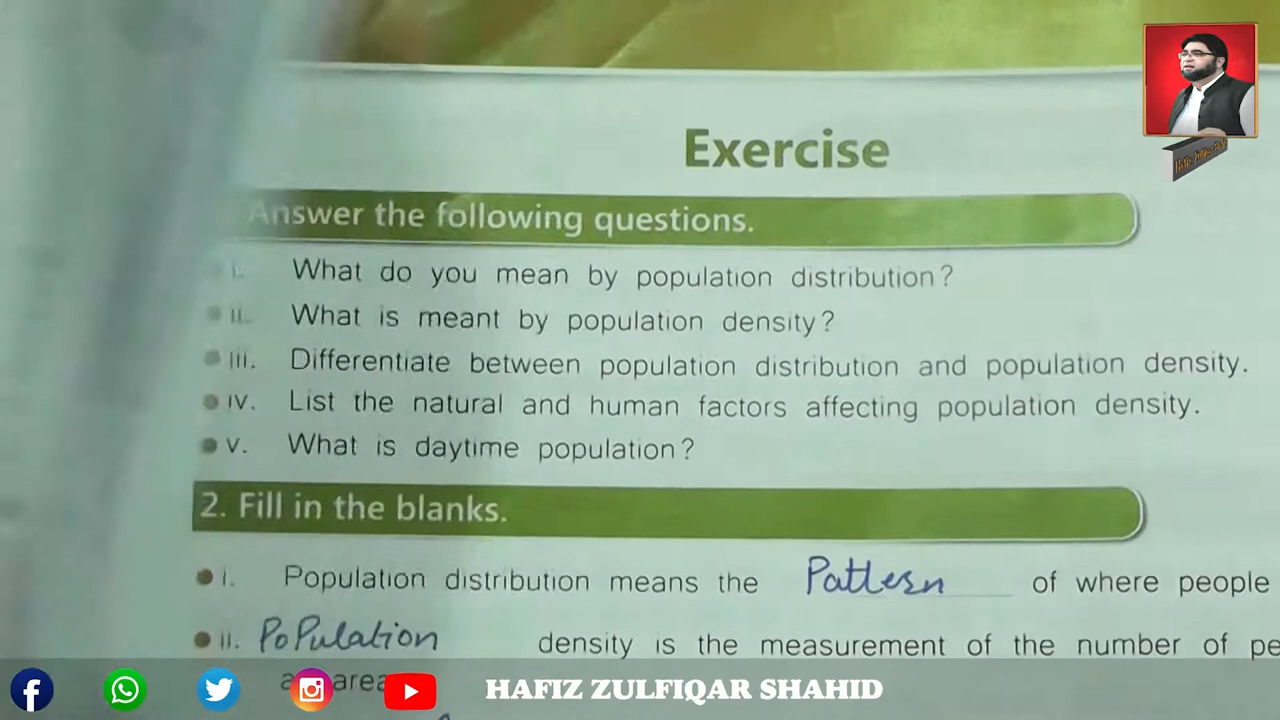 Exercise
Answer the following questions.
i. What do you mean by population distribution?
ii. What is meant by population density?
iii. Differentiate between population distribution and population density.
iv. List the natural and human factors affecting population density.
v. What is daytime population?
2. Fill in the blanks.
i. Population distribution means the Pattern of where people
ii. PoPulation density is the measurement of the number of pe
area
HAFIZ ZULFIQAR SHAHID